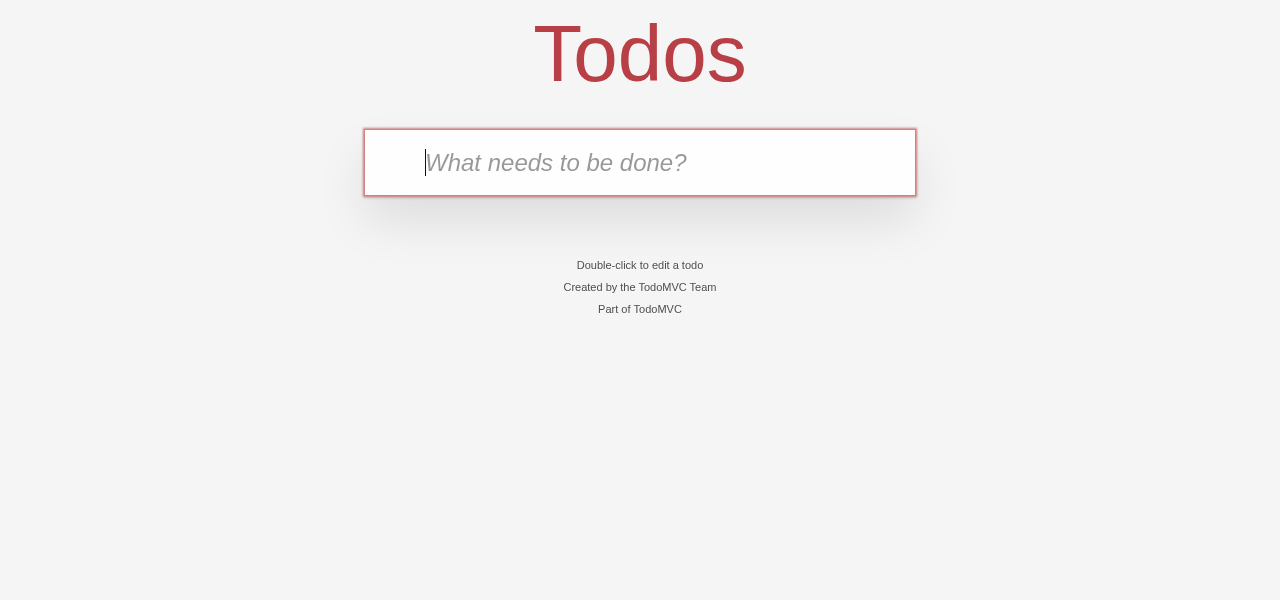 Todos
What needs to be done?
Double-click to edit a todo
Created by the TodoMVC Team
Part of TodoMVC